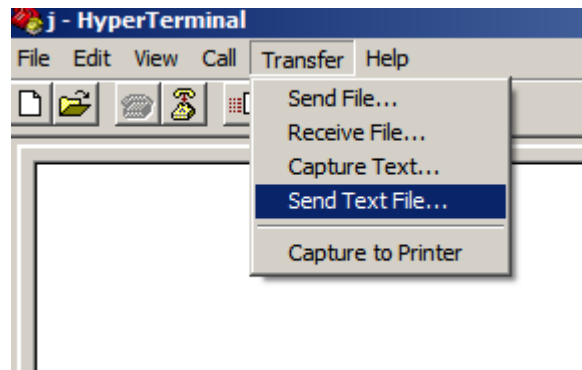 j - HyperTerminal
File Edit View Call Transfer Help
Send File...
Receive File...
Capture Text...
Send Text File...
Capture to Printer